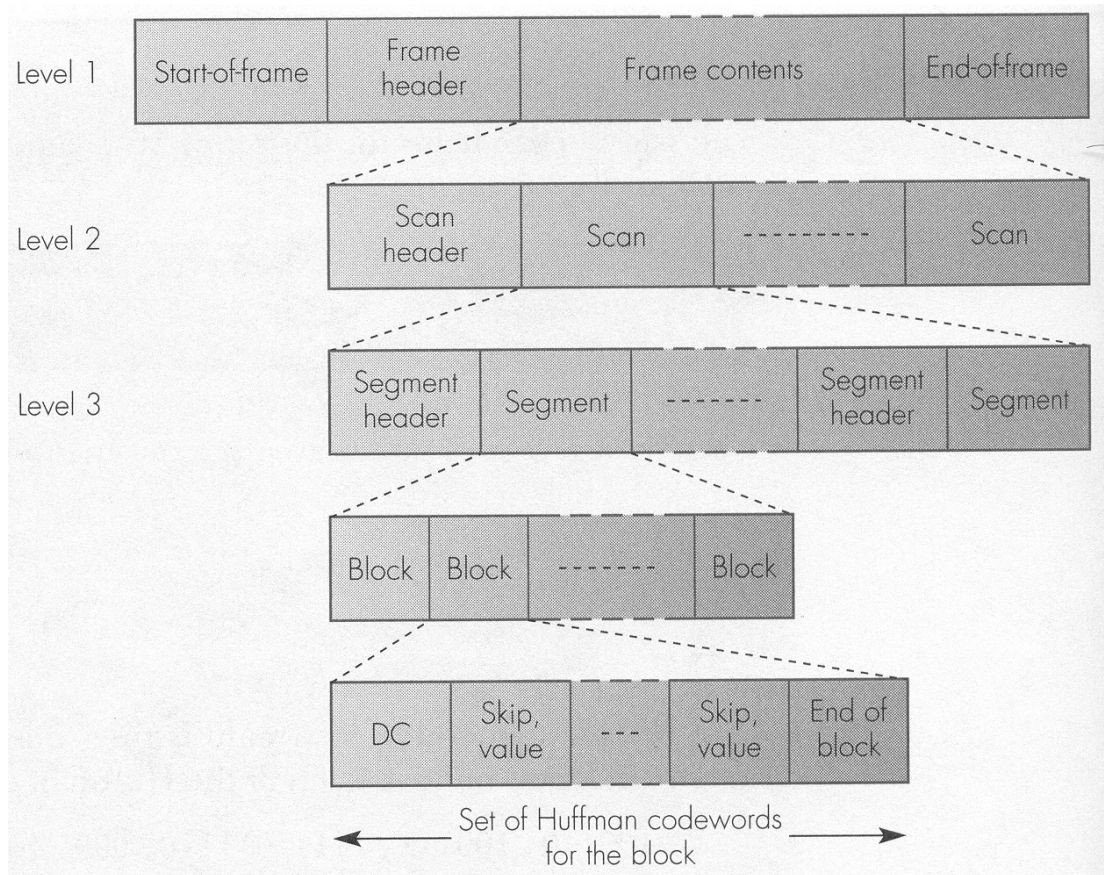 Level 1
Start-of-frame
Frame
header
Frame contents
End-of-frame
Level 2
Scan
header
Scan
Scan
Level 3
Segment
header
Segment
Segment
header
Segment
Block
Block
Block
DC
Skip,
value
Skip,
value
End of
block
Set of Huffman codewords
for the block